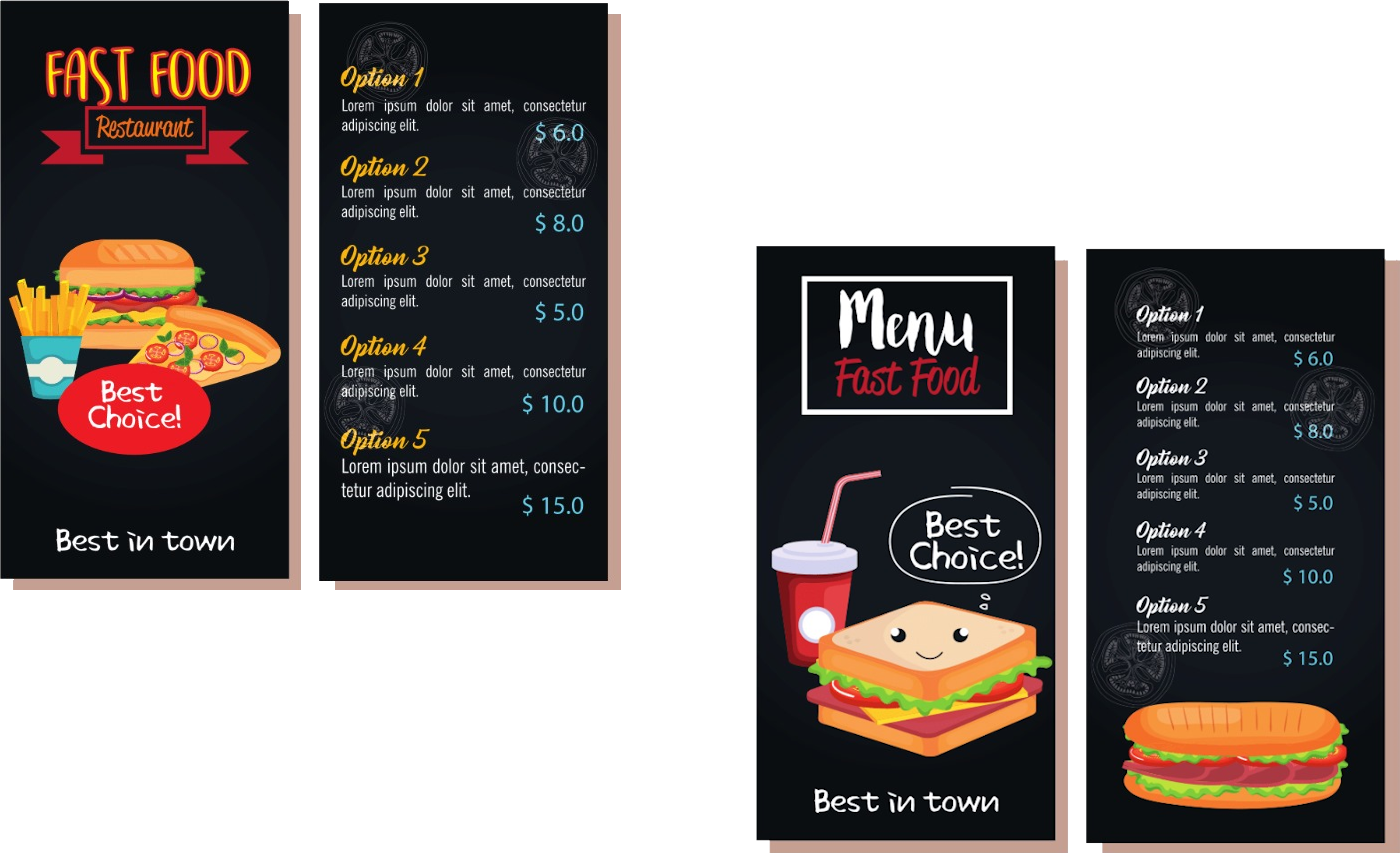 FAST FOOD
Restaurant
Best
Choice!
Best in town
Option 1
Lorem ipsum dolor sit amet, consectetur
adipiscing elit.
$ 6.0
Option 2
Lorem ipsum dolor sit amet, consectetur
adipiscing elit.
$ 8.0
Option 3
Lorem ipsum dolor sit amet, consectetur
adipiscing elit.
$ 5.0
Option 4
Lorem ipsum dolor sit amet, consectetur
adipiscing elit.
$ 10.0
Option 5
Lorem ipsum dolor sit amet, consec-
tetur adipiscing elit.
$ 15.0
Menu
Fast Food
Best
Choice!
Best in town
Option 1
Lorem ipsum dolor sit amet, consectetur
adipiscing elit.
$ 6.0
Option 2
Lorem ipsum dolor sit amet, consectetur
adipiscing elit.
$ 8.0
Option 3
Lorem ipsum dolor sit amet, consectetur
adipiscing elit.
$ 5.0
Option 4
Lorem ipsum dolor sit amet, consectetur
adipiscing elit.
$ 10.0
Option 5
Lorem ipsum dolor sit amet, consec-
tetur adipiscing elit.
$ 15.0